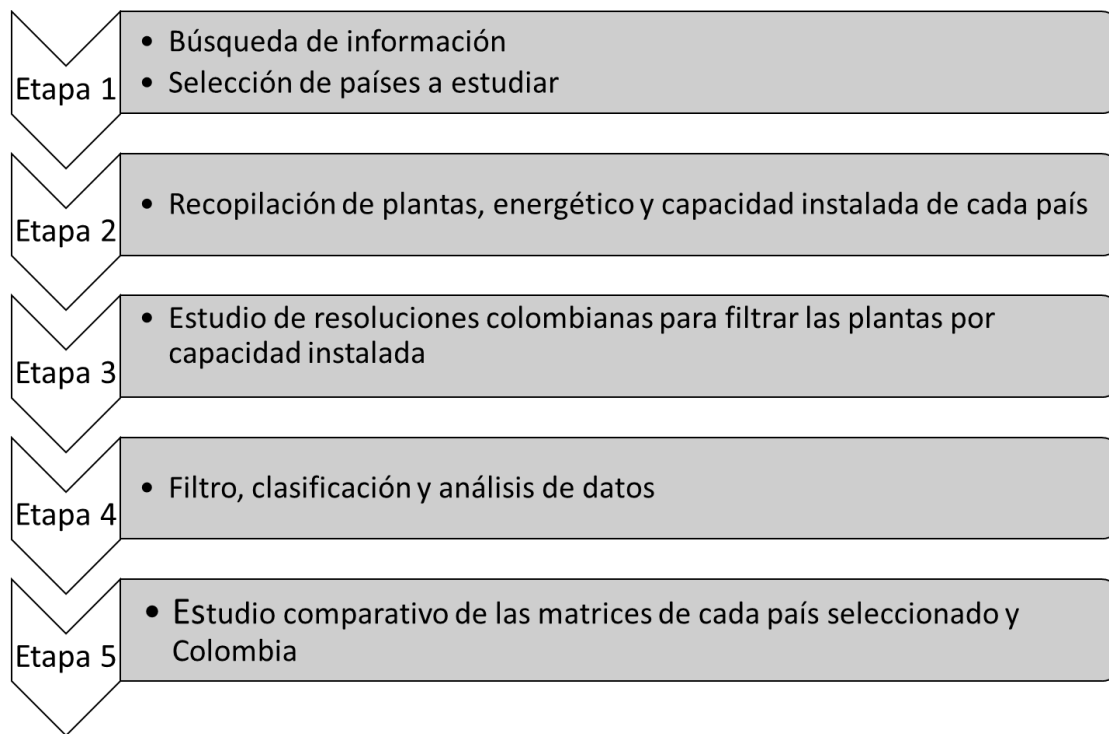 Etapa 1
• Búsqueda de información
• Selección de países a estudiar
Etapa 2
• Recopilación de plantas, energético y capacidad instalada de cada país
Etapa 3
• Estudio de resoluciones colombianas para filtrar las plantas por
capacidad instalada
Etapa 4
• Filtro, clasificación y análisis de datos
Etapa 5
• Estudio comparativo de las matrices de cada país seleccionado y
Colombia